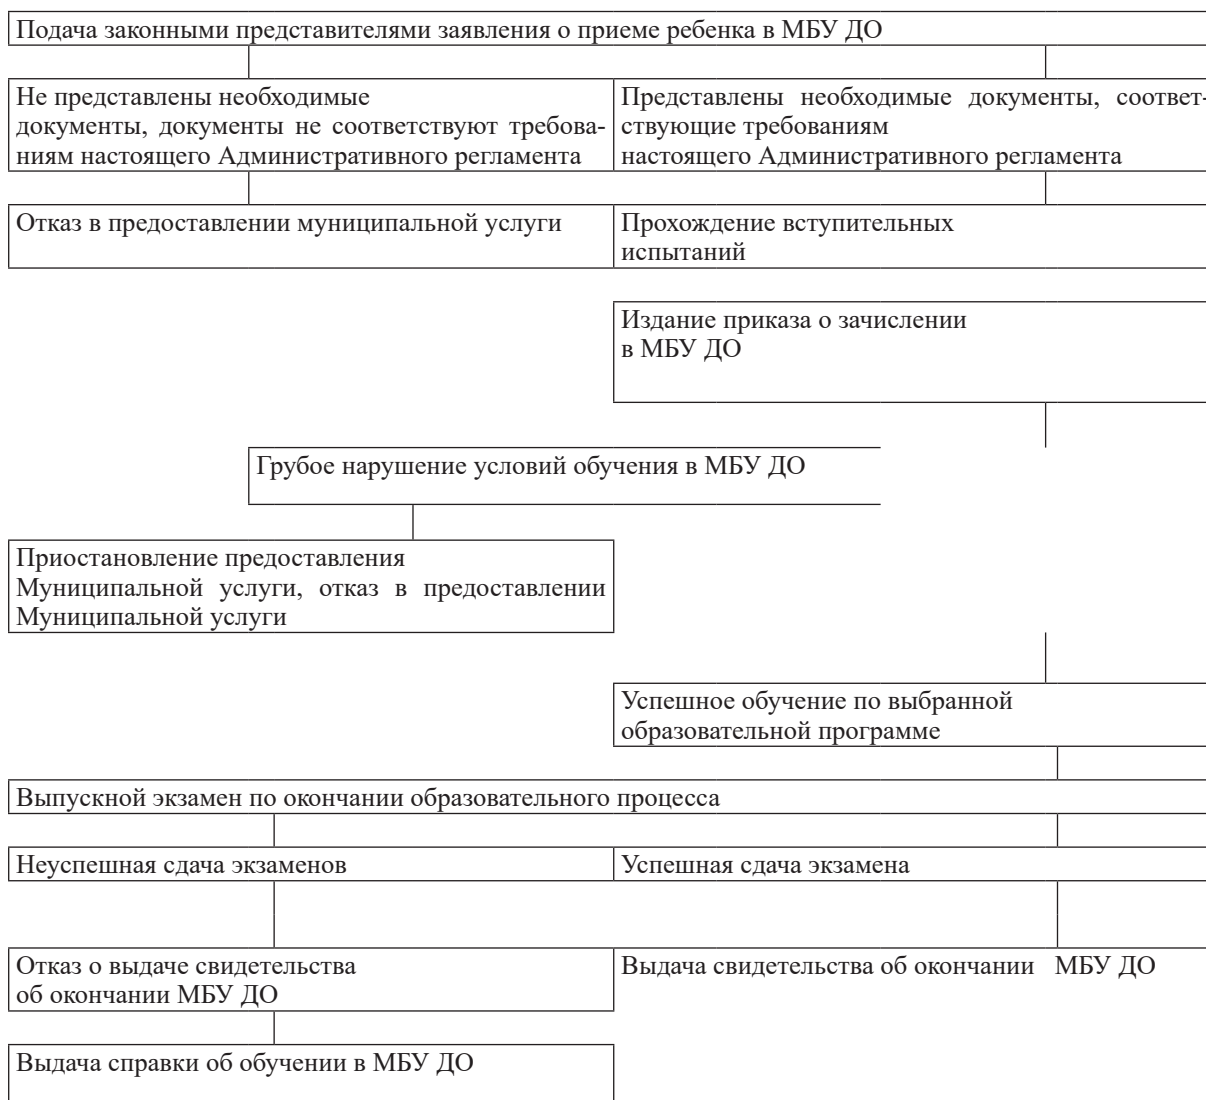 Подача законными представителями заявления о приеме ребенка в МБУ ДО
Не представлены необходимые
документы, документы не соответствуют требова-
ниям настоящего Административного регламента
Представлены необходимые документы, соответ-
ствующие требованиям
настоящего Административного регламента
Отказ в предоставлении муниципальной услуги
Прохождение вступительных
испытаний
Издание приказа о зачислении
в МБУ ДО
Грубое нарушение условий обучения в МБУ ДО
Приостановление предоставления
Муниципальной услуги, отказ в предоставлении
Муниципальной услуги
Успешное обучение по выбранной
образовательной программе
Выпускной экзамен по окончании образовательного процесса
Неуспешная сдача экзаменов
Успешная сдача экзамена
Отказ о выдаче свидетельства
об окончании МБУ ДО
Выдача свидетельства об окончании МБУ ДО
Выдача справки об обучении в МБУ ДО